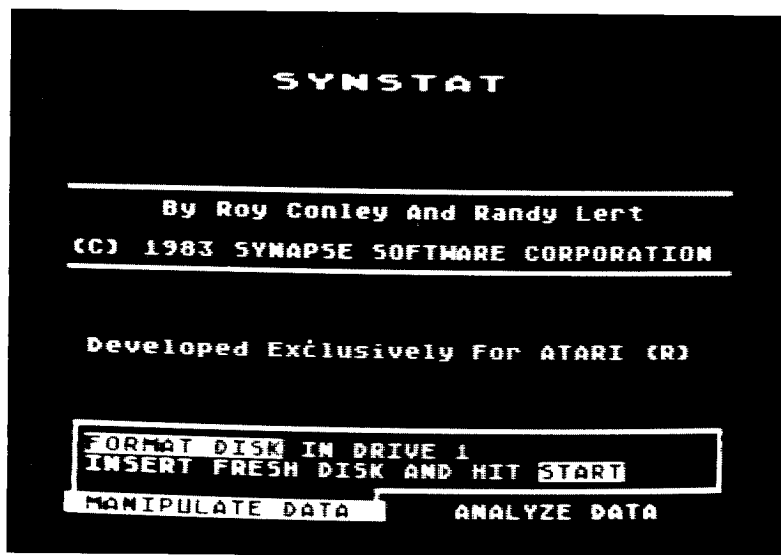 SYNSTAT
By Roy Conley And Randy Lert
(C) 1983 SYNAPSE SOFTWARE CORPORATION
Developed Exclusively For ATARI (R)
FORMAT DISK IN DRIVE 1
INSERT FRESH DISK AND HIT START
MANIPULATE DATA ANALYZE DATA